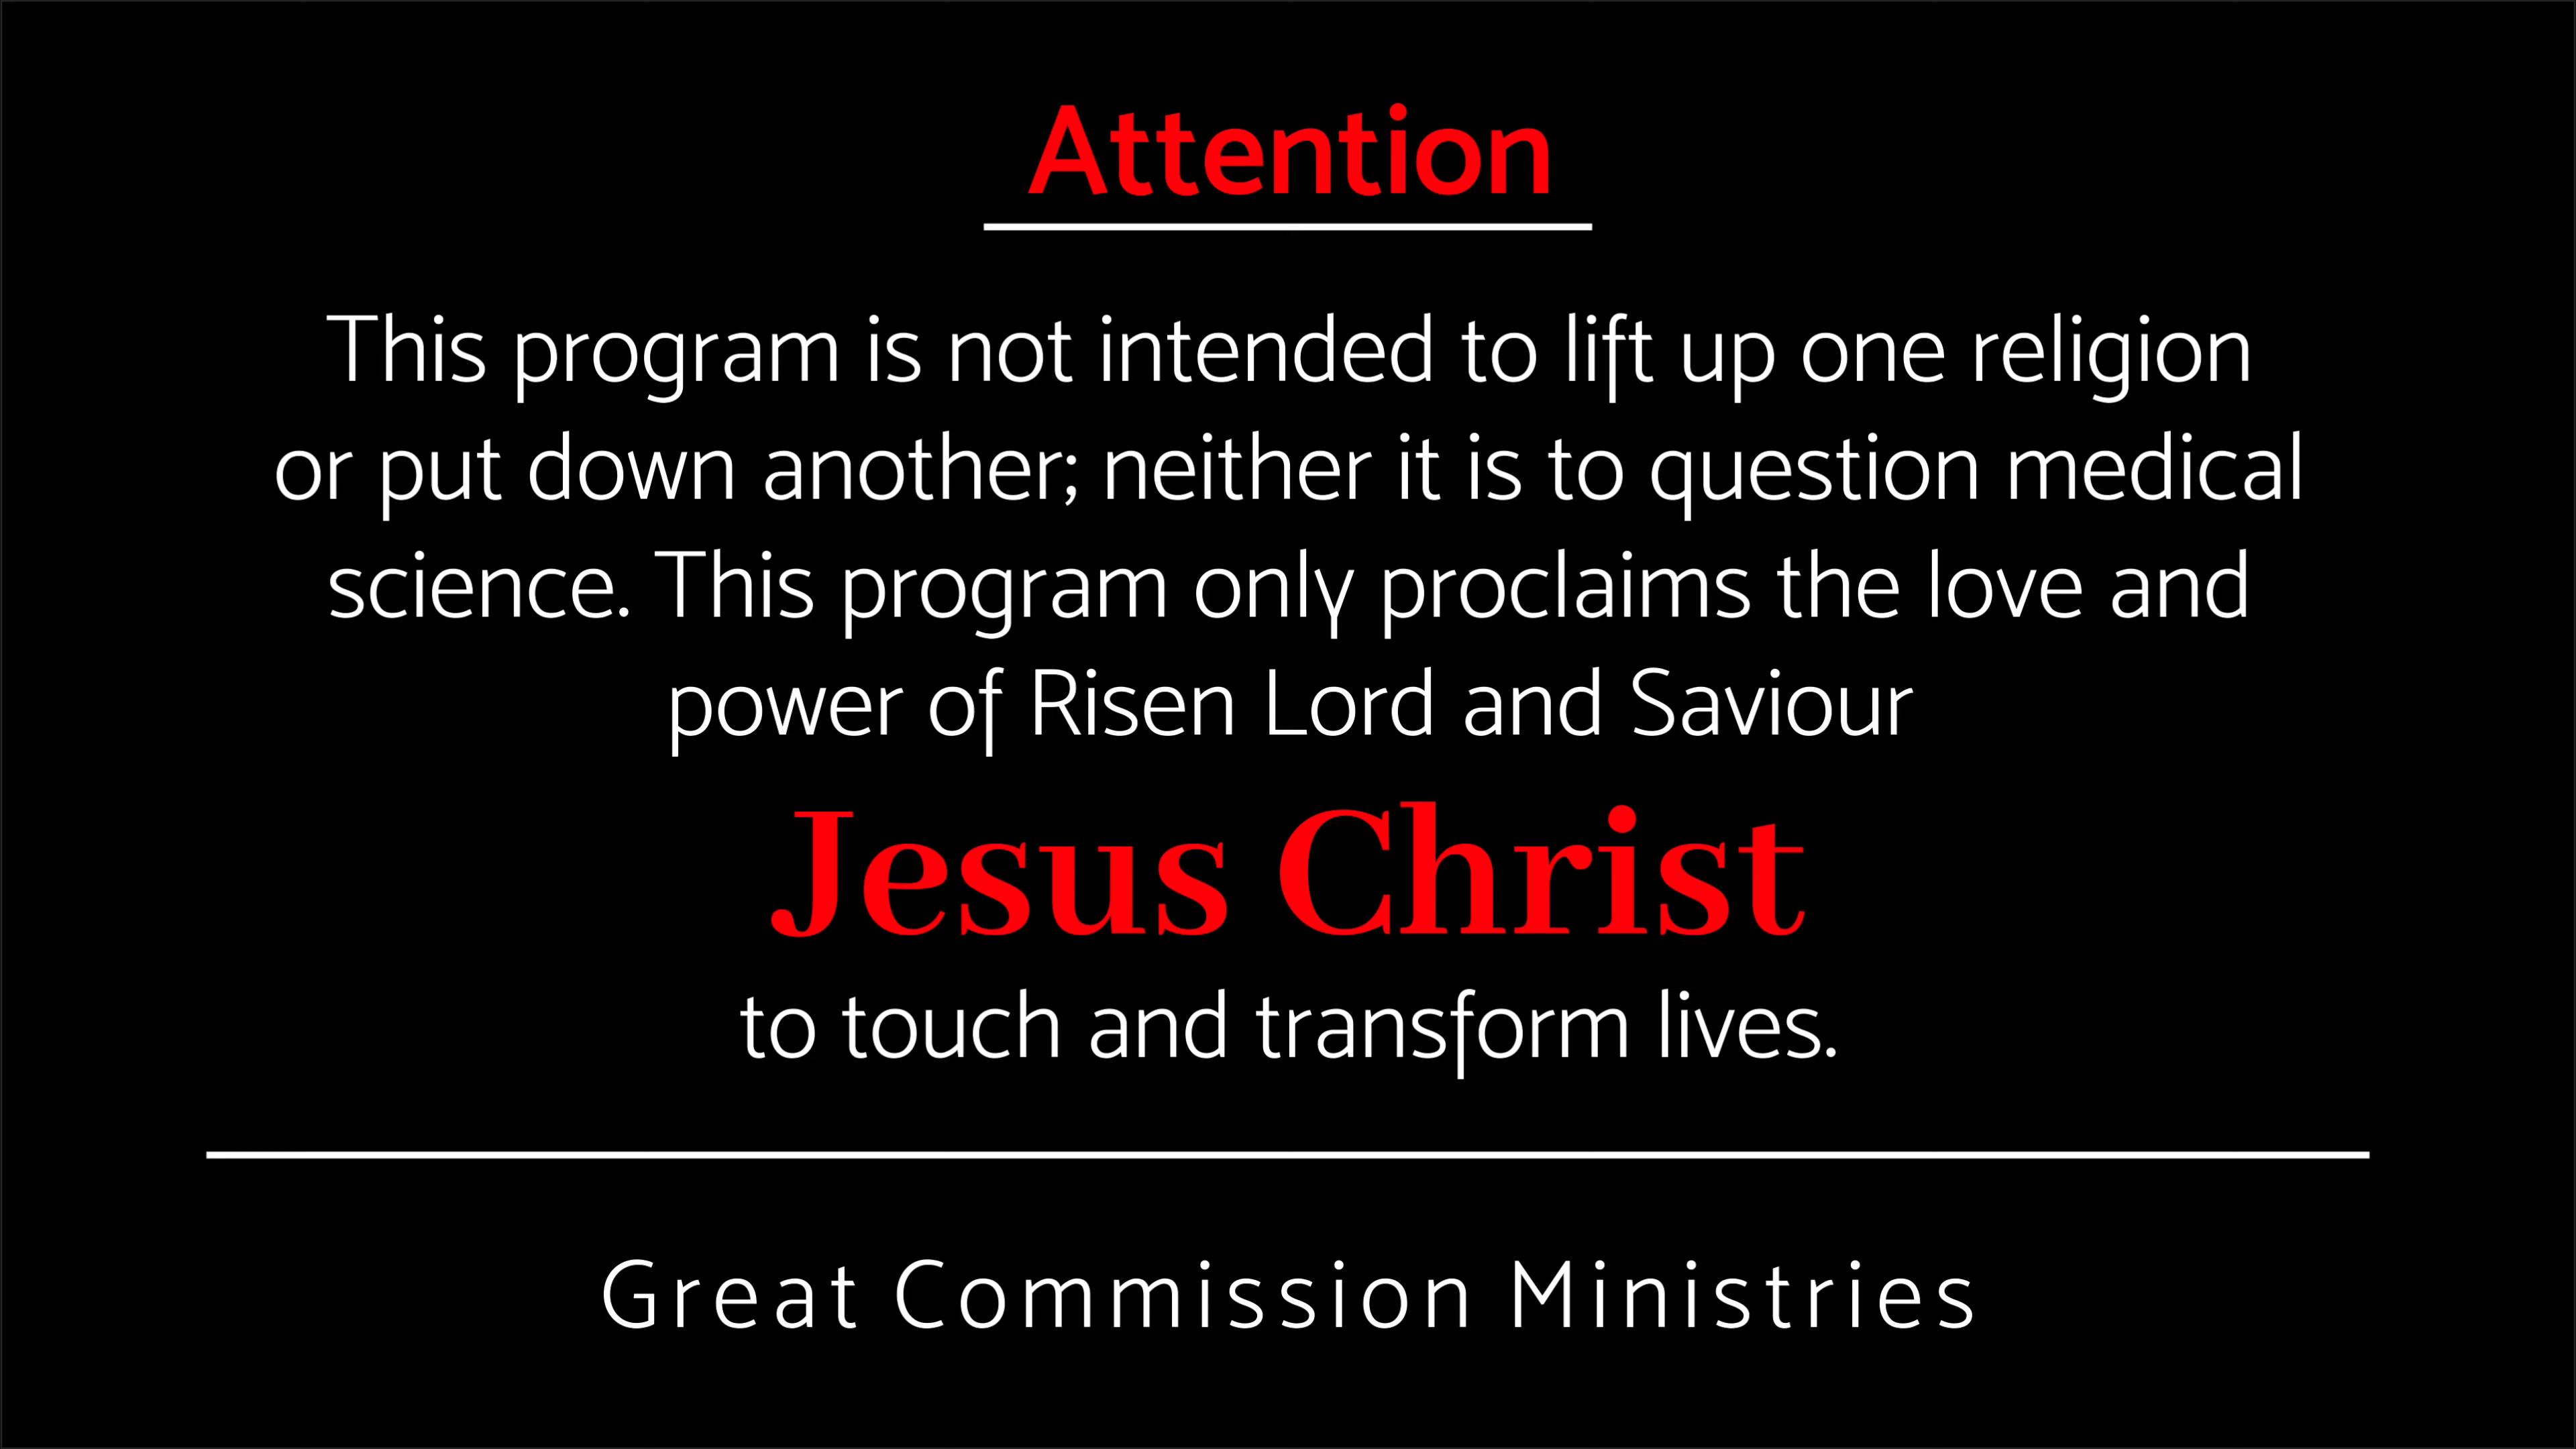 Attention
This program is not intended to lift up one religion
or put down another; neither it is to question medical
science. This program only proclaims the love and
power of Risen Lord and Saviour
Jesus Christ
to touch and transform lives.
Great Commission Ministries